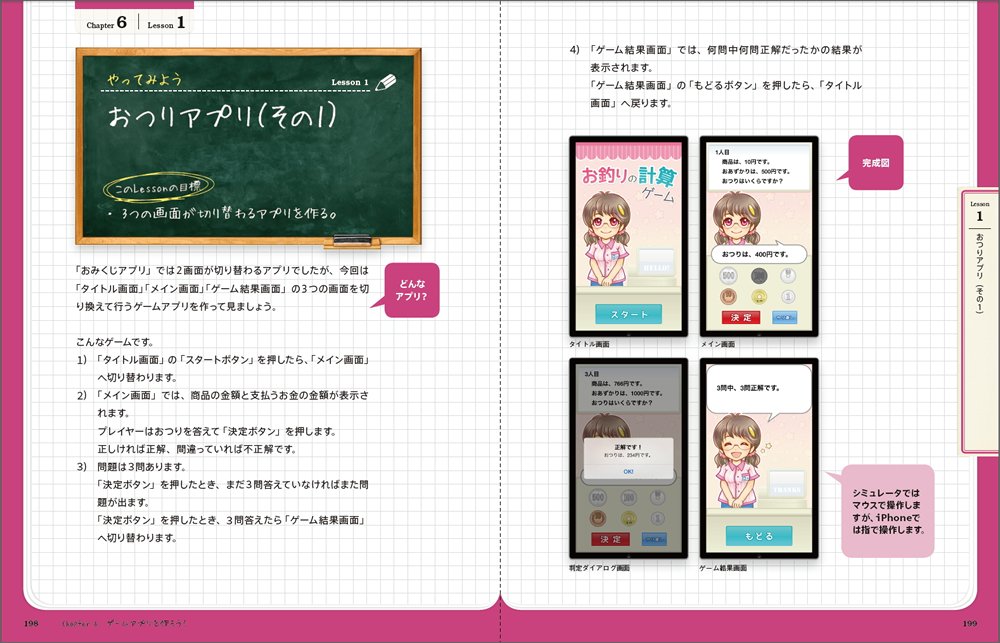 Chapter 6 Lesson 1
やってみよう
Lesson 1
おつりアプリ(その1)
このLessonの目標
・3つの画面が切り替わるアプリを作る。
「おみくじアプリ」では2画面が切り替わるアプリでしたが、今回は
「タイトル画面」「メイン画面」「ゲーム結果画面」の3つの画面を切
り換えて行うゲームアプリを作って見ましょう。
どんな
アプリ?
こんなゲームです。
1) 「タイトル画面」の「スタートボタン」を押したら、「メイン画面」
へ切り替わります。
2) 「メイン画面」では、商品の金額と支払うお金の金額が表示さ
れます。
プレイヤーはおつりを答えて「決定ボタン」を押します。
正しければ正解、間違っていれば不正解です。
3) 問題は3問あります。
「決定ボタン」を押したとき、まだ3問答えていなければまた問
題が出ます。
「決定ボタン」を押したとき、3問答えたら「ゲーム結果画面」
へ切り替わります。
198 Chapter 6 ゲームアプリを作ろう!
4) 「ゲーム結果画面」では、何問中何問正解だったかの結果が
表示されます。
「ゲーム結果画面」の「もどるボタン」を押したら、「タイトル
画面」へ戻ります。
お釣りの計算
ゲーム
HELLO!
スタート
タイトル画面
1人目
商品は、10円です。
おあずかりは、500円です。
おつりはいくらですか?
おつりは、400円です。
500
1
決定
メイン画面
完成図
3人目
商品は、766円です。
おあずかりは、1000円です。
おつりはいくらですか?
正解です!
おつりは、234円です。
OK!
500
100
1
決定
判定ダイアログ画面
3問中、3問正解です。
THANKS
もどる
ゲーム結果画面
シミュレータでは
マウスで操作しま
すが、iPhoneで
は指で操作します。
Lesson
1
おつりアプリ(その1)
199